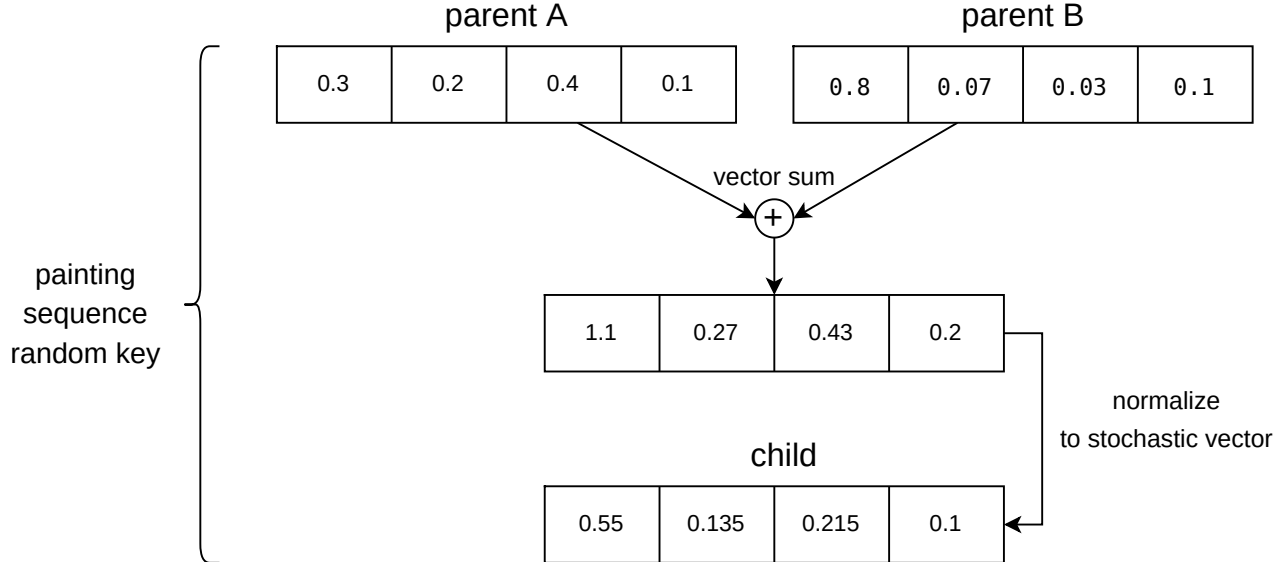 parent A
parent B
0.3 0.2 0.4 0.1
0.8 0.07 0.03 0.1
vector sum
+
painting
sequence
random key
1.1 0.27 0.43 0.2
normalize
to stochastic vector
child
0.55 0.135 0.215 0.1